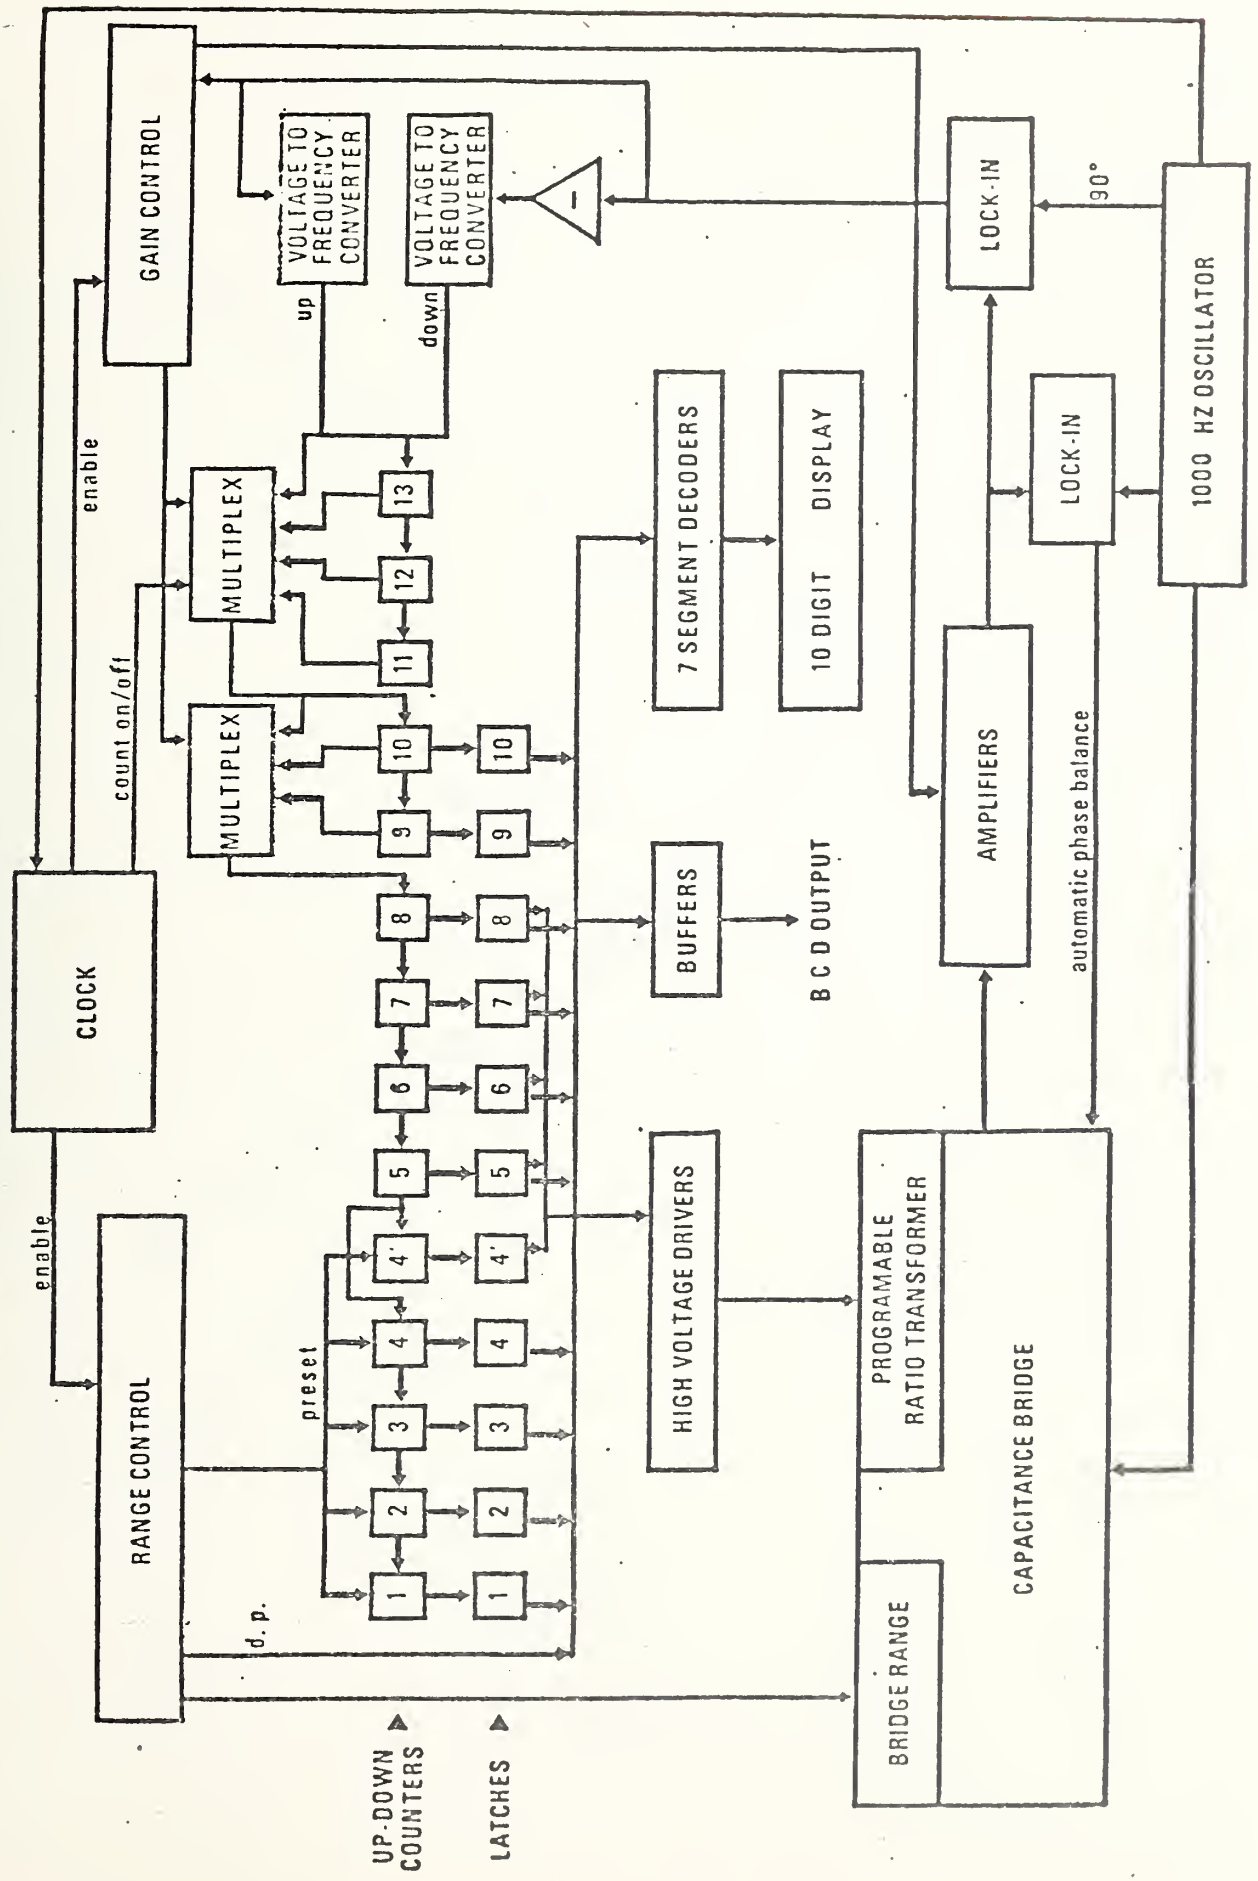 CLOCK
enable
enable
count on/off
RANGE CONTROL
GAIN CONTROL
MULTIPLEX
MULTIPLEX
preset
d. p.
up
down
VOLTAGE TO
FREQUENCY
CONVERTER
VOLTAGE TO
FREQUENCY
CONVERTER
UP-DOWN
COUNTERS
1 2 3 4 4' 5 6 7 8 9 10 11 12 13
LATCHES
1 2 3 4 4' 5 6 7 8 9 10
−
HIGH VOLTAGE DRIVERS
BUFFERS
B C D OUTPUT
7 SEGMENT DECODERS
10 DIGIT DISPLAY
BRIDGE RANGE
PROGRAMABLE
RATIO TRANSFORMER
CAPACITANCE BRIDGE
AMPLIFIERS
automatic phase balance
LOCK-IN
LOCK-IN
90°
1000 HZ OSCILLATOR